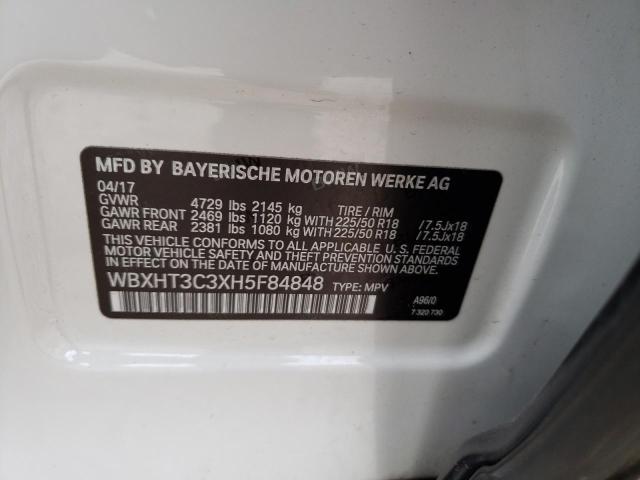 MFD BY BAYERISCHE MOTOREN WERKE AG
04/17
GVWR 4729 lbs 2145 kg TIRE / RIM
GAWR FRONT 2469 lbs 1120 kg WITH 225/50 R18 /7.5Jx18
GAWR REAR 2381 lbs 1080 kg WITH 225/50 R18 /7.5Jx18
THIS VEHICLE CONFORMS TO ALL APPLICABLE U. S. FEDERAL
MOTOR VEHICLE SAFETY AND THEFT PREVENTION STANDARDS
IN EFFECT ON THE DATE OF MANUFACTURE SHOWN ABOVE.
WBXHT3C3XH5F84848 TYPE: MPV
A96/0
7 320 730